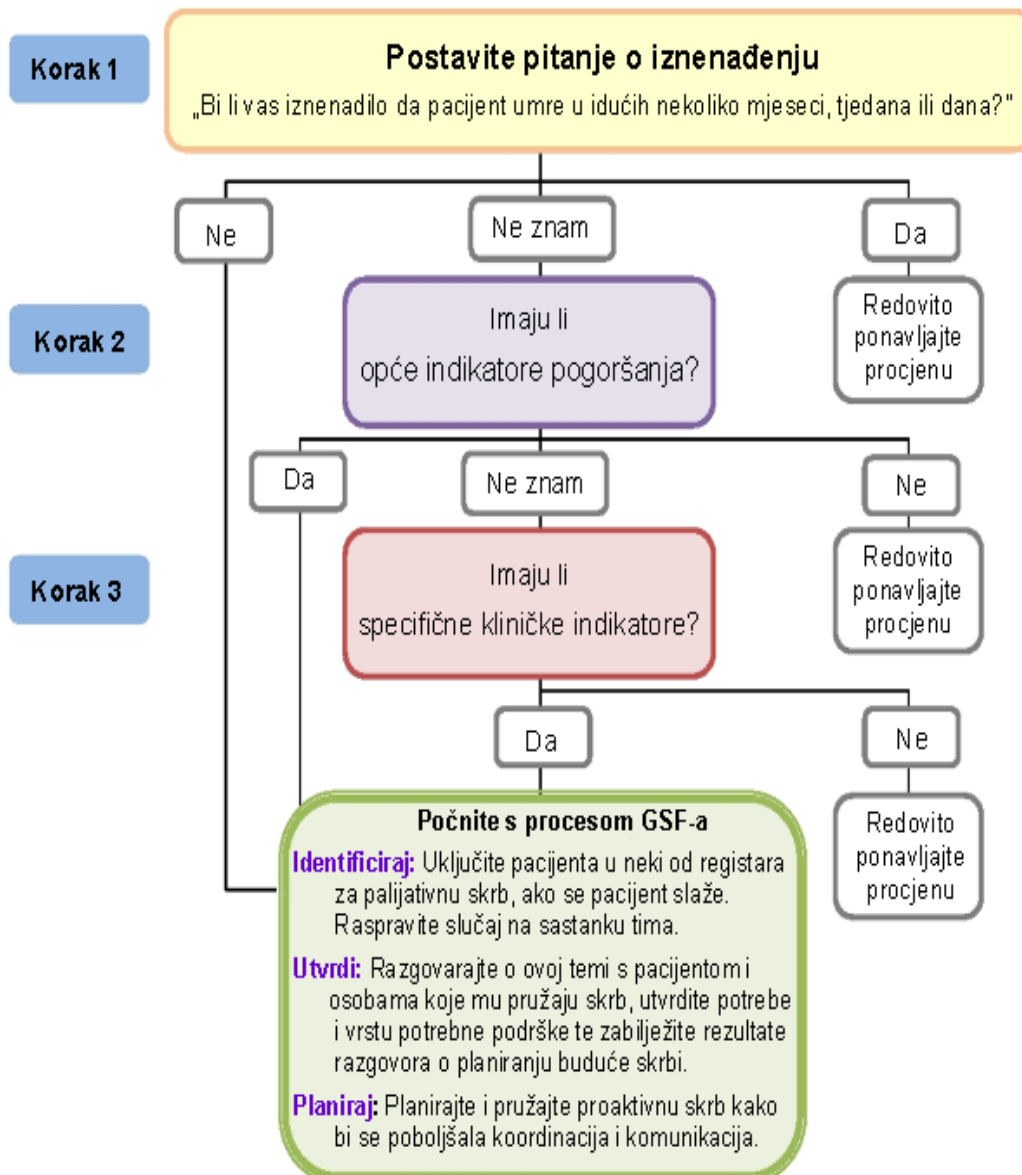 Korak 1
Postavite pitanje o iznenađenju
„Bi li vas iznenadilo da pacijent umre u idućih nekoliko mjeseci, tjedana ili dana?"
Ne
Ne znam
Da
Korak 2
Imaju li
opće indikatore pogoršanja?
Redovito
ponavljajte
procjenu
Da
Ne znam
Ne
Korak 3
Imaju li
specifične kliničke indikatore?
Redovito
ponavljajte
procjenu
Da
Ne
Počnite s procesom GSF-a
Identificiraj: Uključite pacijenta u neki od registara
za palijativnu skrb, ako se pacijent slaže.
Raspravite slučaj na sastanku tima.
Utvrdi: Razgovarajte o ovoj temi s pacijentom i
osobama koje mu pružaju skrb, utvrdite potrebe
i vrstu potrebne podrške te zabilježite rezultate
razgovora o planiranju buduće skrbi.
Planiraj: Planirajte i pružajte proaktivnu skrb kako
bi se poboljšala koordinacija i komunikacija.
Redovito
ponavljajte
procjenu